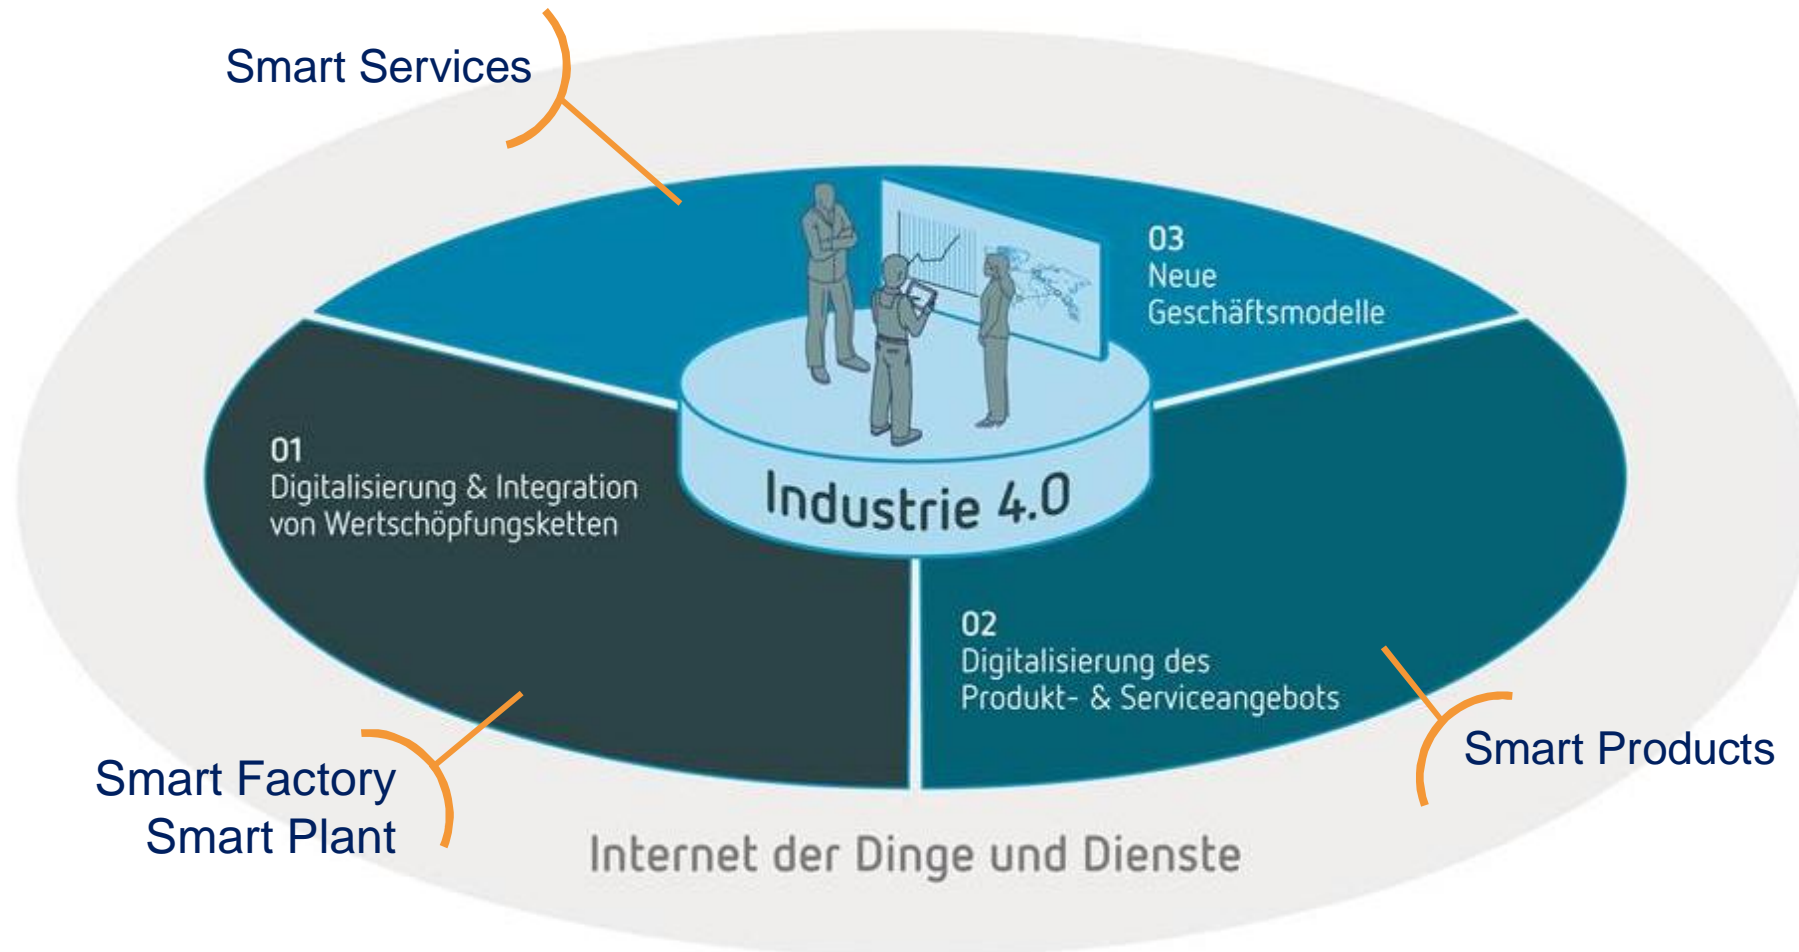 Smart Services
03
Neue
Geschäftsmodelle
01
Digitalisierung & Integration
von Wertschöpfungsketten
Industrie 4.0
02
Digitalisierung des
Produkt- & Serviceangebots
Smart Factory
Smart Plant
Smart Products
Internet der Dinge und Dienste